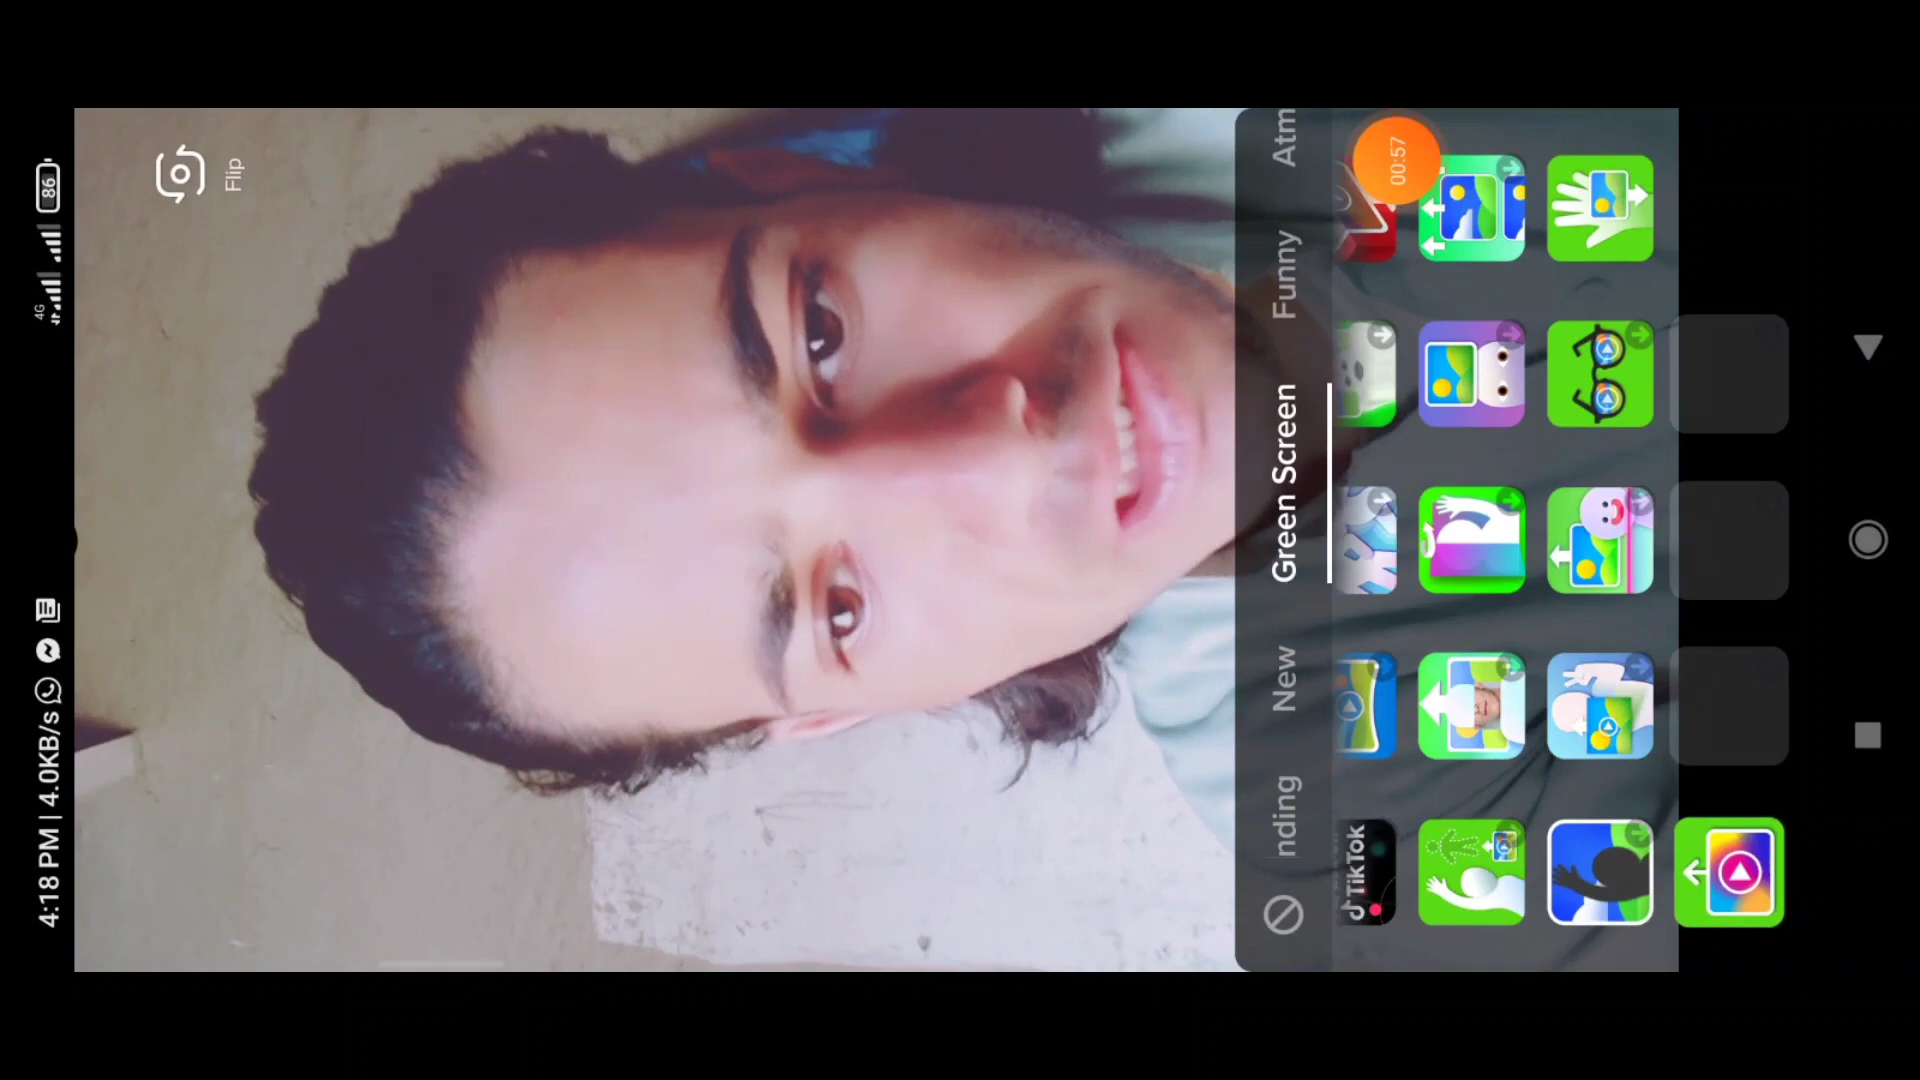 4:18 PM | 4.0KB/s
4G
86
Flip
00:57
nding
New
Green Screen
Funny
Atm
TikTok